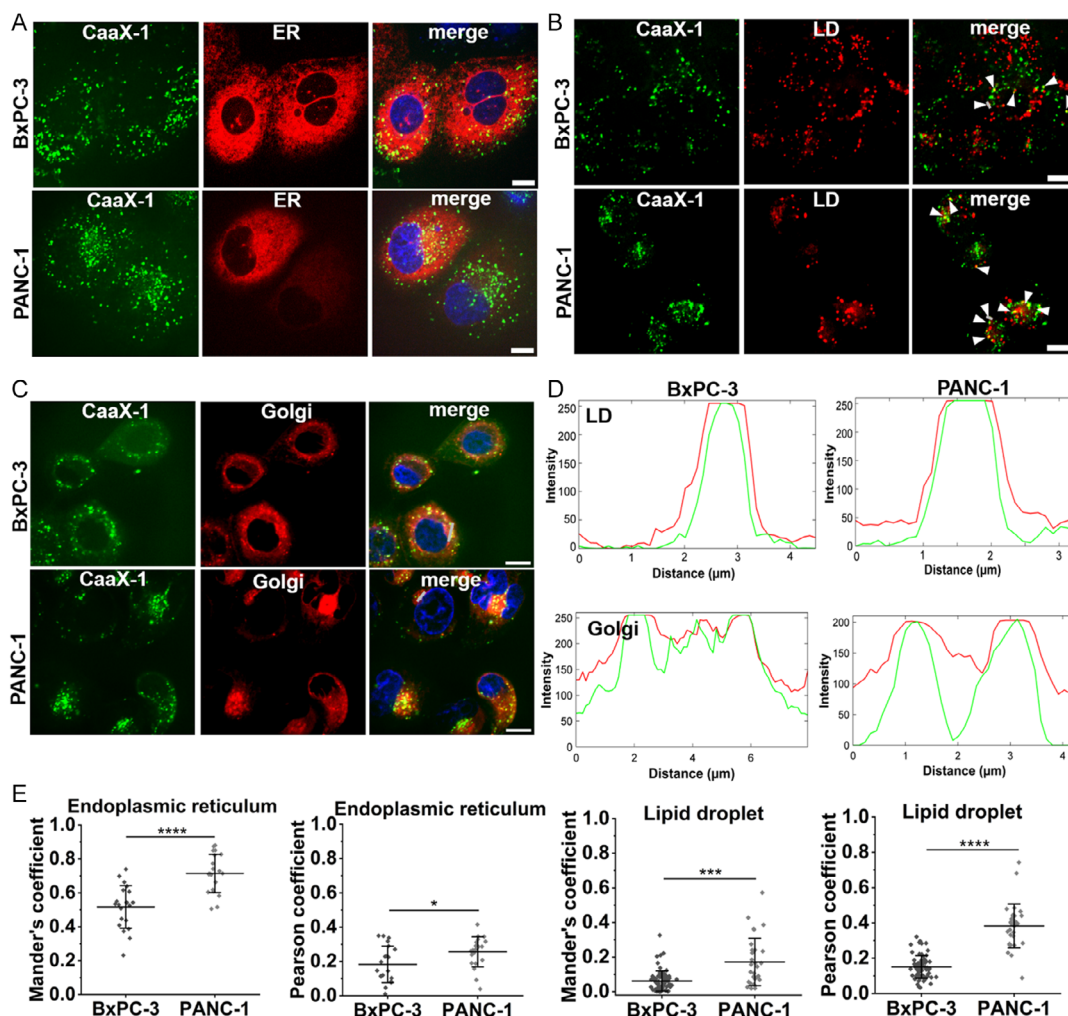 A
CaaX-1 ER merge
BxPC-3
CaaX-1 ER merge
PANC-1
B
CaaX-1 LD merge
BxPC-3
CaaX-1 LD merge
PANC-1
C
CaaX-1 Golgi merge
BxPC-3
CaaX-1 Golgi merge
PANC-1
D
BxPC-3 PANC-1
LD
Intensity
250
200
150
100
50
0
0 1 2 3 4
Distance (µm)
Intensity
250
200
150
100
50
0
0 1 2 3
Distance (µm)
Golgi
Intensity
250
200
150
100
50
0
0 2 4 6
Distance (µm)
Intensity
250
200
150
100
50
0
0 1 2 3 4
Distance (µm)
E
Endoplasmic reticulum
Mander's coefficient
1.0
0.8
0.6
0.4
0.2
0.0
****
BxPC-3 PANC-1
Endoplasmic reticulum
Pearson coefficient
1.0
0.8
0.6
0.4
0.2
0.0
*
BxPC-3 PANC-1
Lipid droplet
Mander's coefficient
1.0
0.8
0.6
0.4
0.2
0.0
***
BxPC-3 PANC-1
Lipid droplet
Pearson coefficient
1.0
0.8
0.6
0.4
0.2
0.0
****
BxPC-3 PANC-1